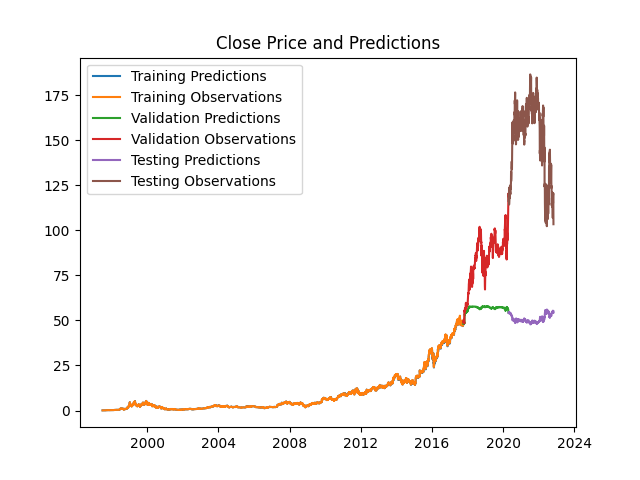 Close Price and Predictions
Training Predictions
Training Observations
Validation Predictions
Validation Observations
Testing Predictions
Testing Observations
175
150
125
100
75
50
25
0
2000 2004 2008 2012 2016 2020 2024